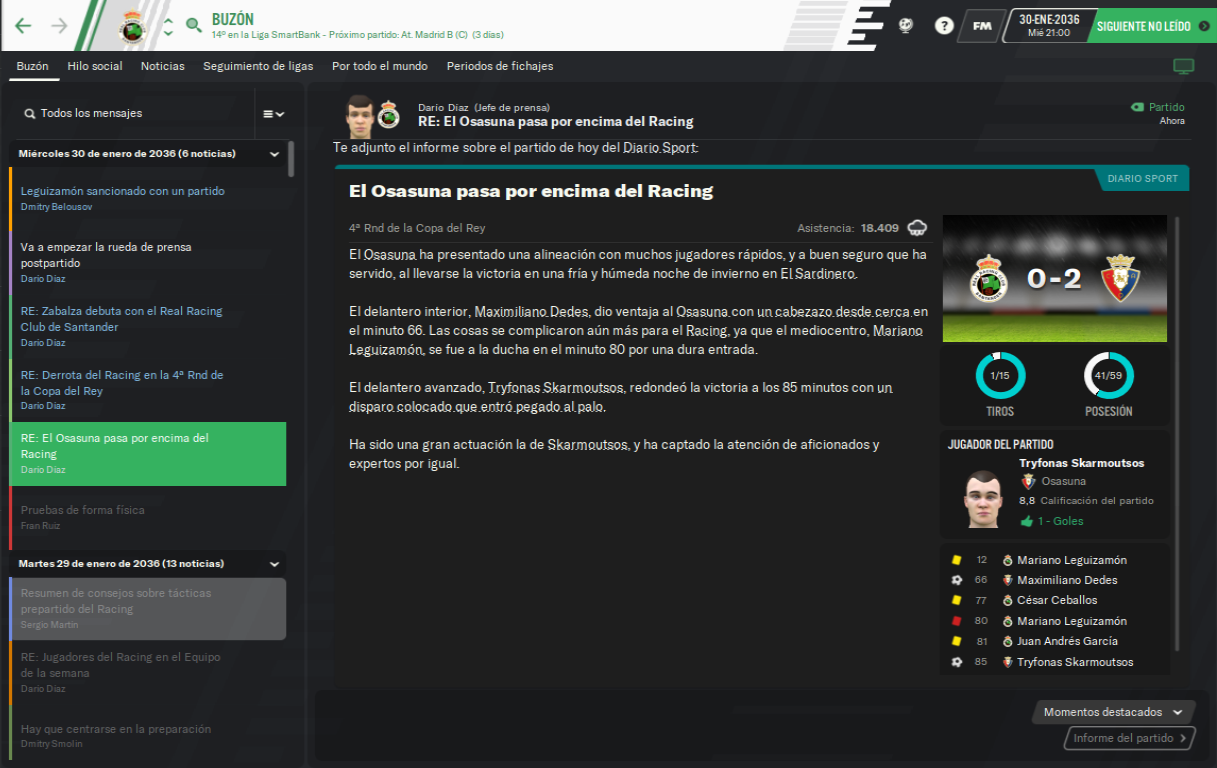 BUZÓN
14º en la Liga SmartBank - Próximo partido: At. Madrid B (C) (3 días)
?
FM
30-ENE-2036
Mié 21:00
SIGUIENTE NO LEÍDO
Buzón
Hilo social
Noticias
Seguimiento de ligas
Por todo el mundo
Periodos de fichajes
Todos los mensajes
Miércoles 30 de enero de 2036 (6 noticias)
Leguizamón sancionado con un partido
Dmitry Belousov
Va a empezar la rueda de prensa
postpartido
Darío Díaz
RE: Zabalza debuta con el Real Racing
Club de Santander
Darío Díaz
RE: Derrota del Racing en la 4ª Rnd de
la Copa del Rey
Darío Díaz
RE: El Osasuna pasa por encima del
Racing
Darío Díaz
Pruebas de forma física
Fran Ruiz
Martes 29 de enero de 2036 (13 noticias)
Resumen de consejos sobre tácticas
prepartido del Racing
Sergio Martín
RE: Jugadores del Racing en el Equipo
de la semana
Darío Díaz
Hay que centrarse en la preparación
Dmitry Smolin
Darío Díaz (Jefe de prensa)
RE: El Osasuna pasa por encima del Racing
Partido
Ahora
Te adjunto el informe sobre el partido de hoy del Diario Sport:
DIARIO SPORT
El Osasuna pasa por encima del Racing
4ª Rnd de la Copa del Rey
Asistencia: 18.409
El Osasuna ha presentado una alineación con muchos jugadores rápidos, y a buen seguro que ha
servido, al llevarse la victoria en una fría y húmeda noche de invierno en El Sardinero.
El delantero interior, Maximiliano Dedes, dio ventaja al Osasuna con un cabezazo desde cerca en
el minuto 66. Las cosas se complicaron aún más para el Racing, ya que el mediocentro, Mariano
Leguizamón, se fue a la ducha en el minuto 80 por una dura entrada.
El delantero avanzado, Tryfonas Skarmoutsos, redondeó la victoria a los 85 minutos con un
disparo colocado que entró pegado al palo.
Ha sido una gran actuación la de Skarmoutsos, y ha captado la atención de aficionados y
expertos por igual.
0-2
1/15
TIROS
41/59
POSESIÓN
JUGADOR DEL PARTIDO
Tryfonas Skarmoutsos
Osasuna
8,8 Calificación del partido
1 - Goles
12 Mariano Leguizamón
66 Maximiliano Dedes
77 César Ceballos
80 Mariano Leguizamón
81 Juan Andrés García
85 Tryfonas Skarmoutsos
Momentos destacados
Informe del partido